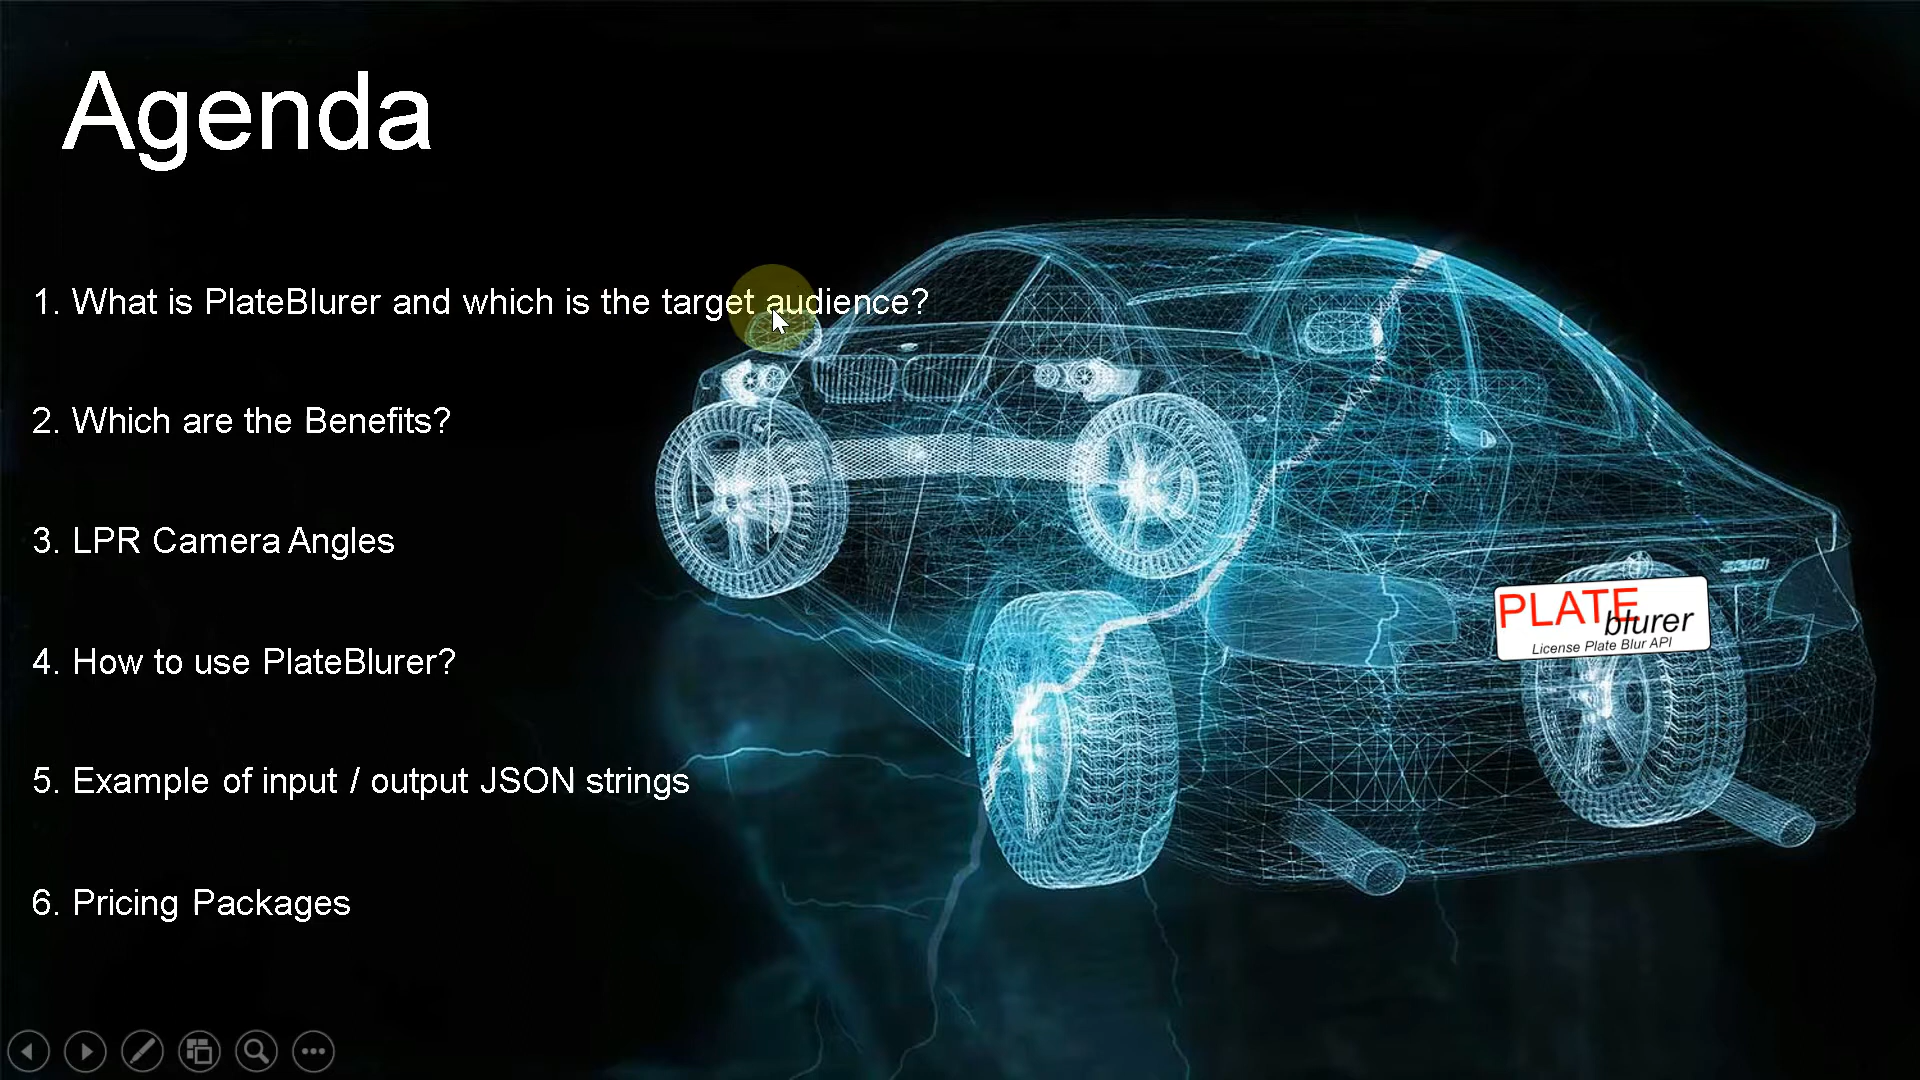 Agenda
1. What is PlateBlurer and which is the target audience?
2. Which are the Benefits?
3. LPR Camera Angles
4. How to use PlateBlurer?
5. Example of input / output JSON strings
6. Pricing Packages
PLATE
blurer
License Plate Blur API